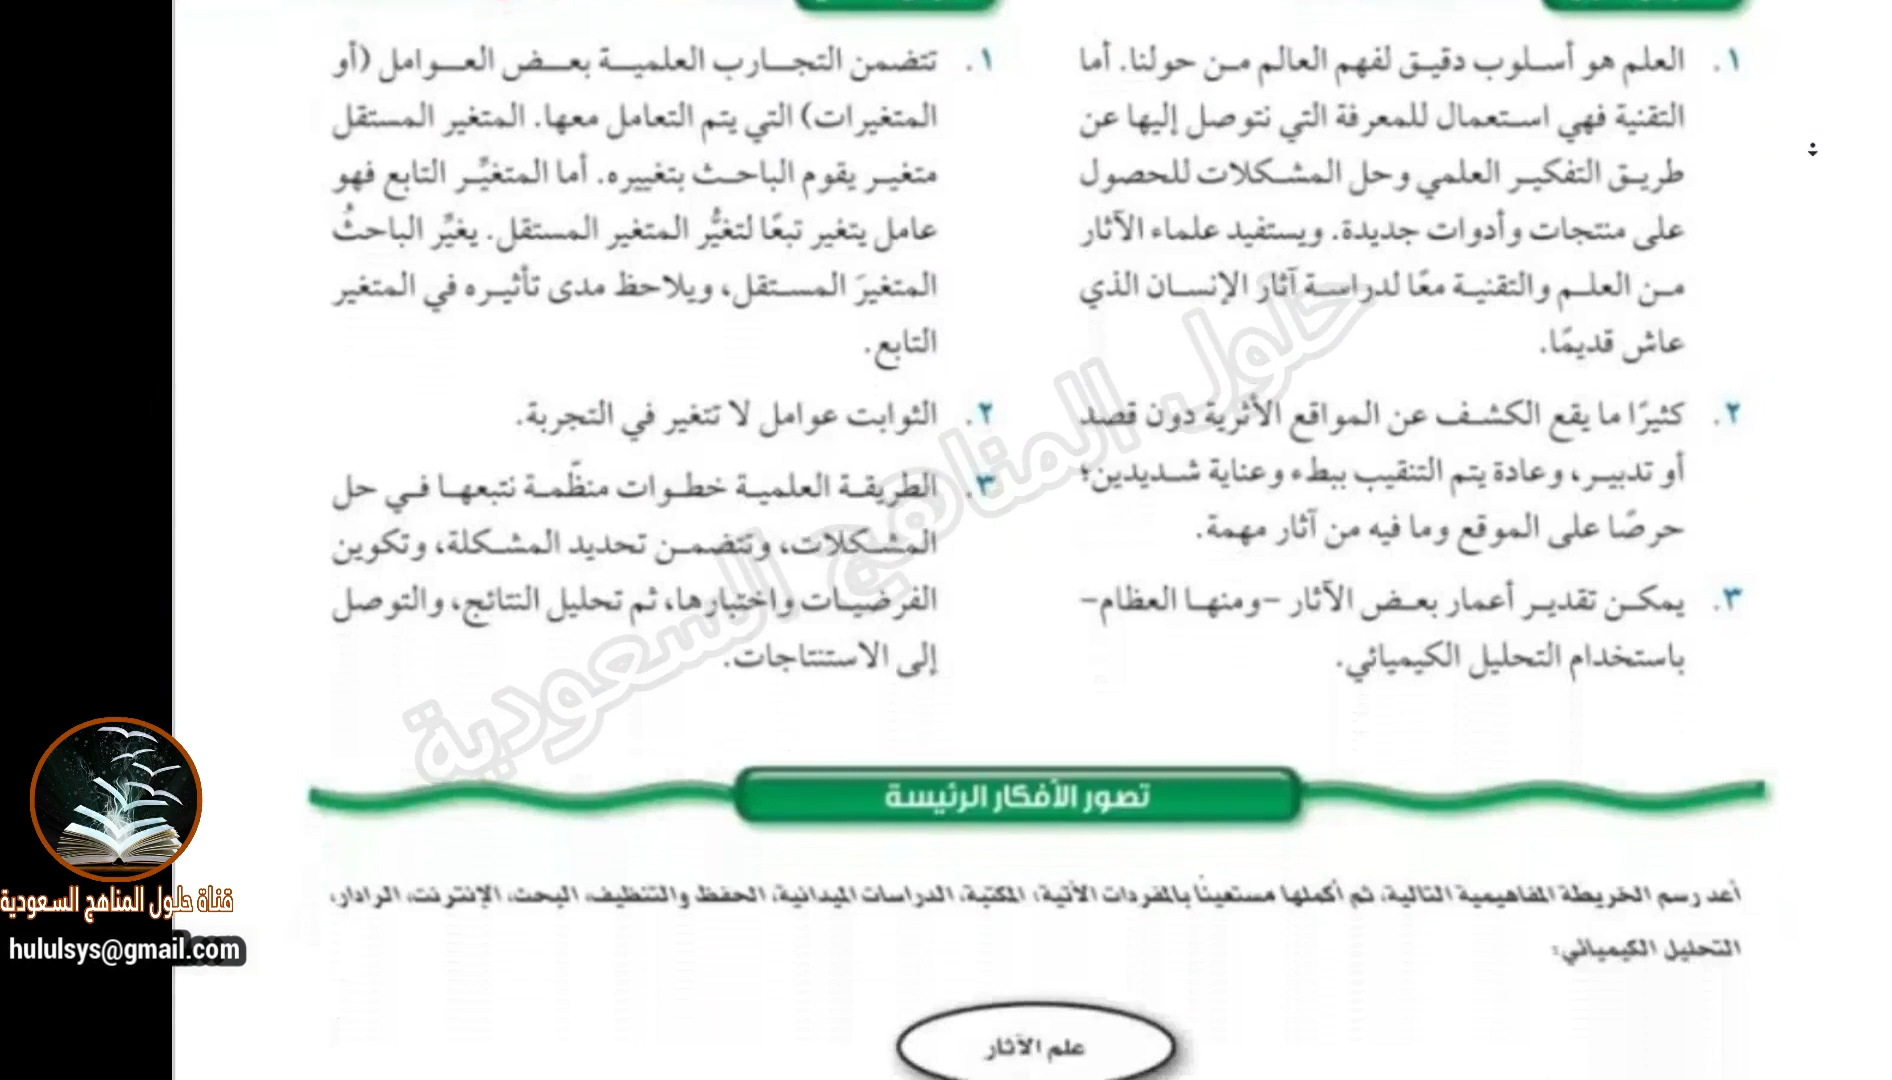 ١. العلم هو أسلوب دقيق لفهم العالم من حولنا. أما
التقنية فهي استعمال للمعرفة التي نتوصل إليها عن
طريق التفكير العلمي وحل المشكلات للحصول
على منتجات وأدوات جديدة. ويستفيد علماء الآثار
من العلم والتقنية معًا لدراسة آثار الإنسان الذي
عاش قديمًا.
٢. كثيرًا ما يقع الكشف عن المواقع الأثرية دون قصد
أو تدبير، وعادة يتم التنقيب ببطء وعناية شديدين؛
حرصًا على الموقع وما فيه من آثار مهمة.
٣. يمكن تقدير أعمار بعض الآثار -ومنها العظام-
باستخدام التحليل الكيميائي.
١. تتضمن التجارب العلمية بعض العوامل (أو
المتغيرات) التي يتم التعامل معها. المتغير المستقل
متغير يقوم الباحث بتغييره. أما المتغيِّر التابع فهو
عامل يتغير تبعًا لتغيُّر المتغير المستقل. يغيِّر الباحثُ
المتغيرَ المستقل، ويلاحظ مدى تأثيره في المتغير
التابع.
٢. الثوابت عوامل لا تتغير في التجربة.
٣. الطريقة العلمية خطوات منظّمة نتبعها في حل
المشكلات، وتتضمن تحديد المشكلة، وتكوين
الفرضيات واختبارها، ثم تحليل النتائج، والتوصل
إلى الاستنتاجات.
حلول المناهج السعودية
تصور الأفكار الرئيسة
أعد رسم الخريطة المفاهيمية التالية، ثم أكملها مستعينًا بالمفردات الآتية: المكتبة، الدراسات الميدانية، الحفظ والتنظيف، البحث، الإنترنت، الرادار،
التحليل الكيميائي:
علم الآثار
قناة حلول المناهج السعودية
hululsys@gmail.com